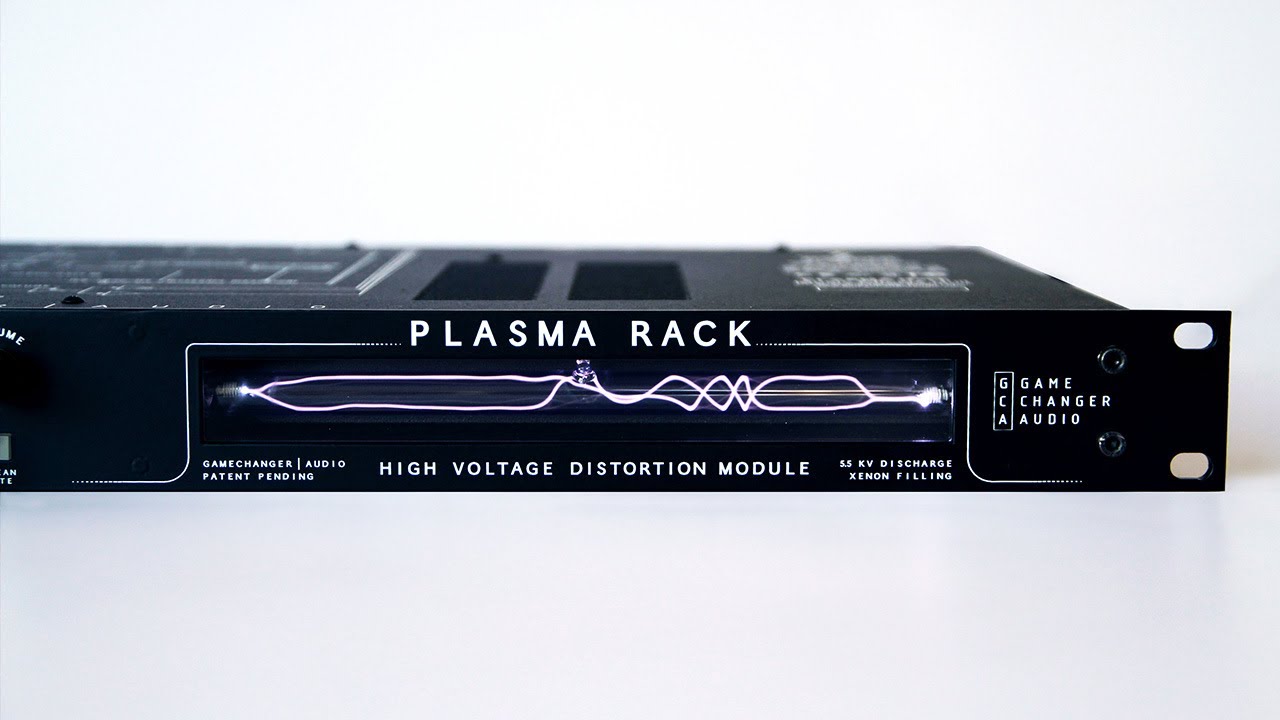 PLASMA RACK
GAMECHANGER | AUDIO
PATENT PENDING
HIGH VOLTAGE DISTORTION MODULE
5.5 KV DISCHARGE
XENON FILLING
G GAME
C CHANGER
A AUDIO